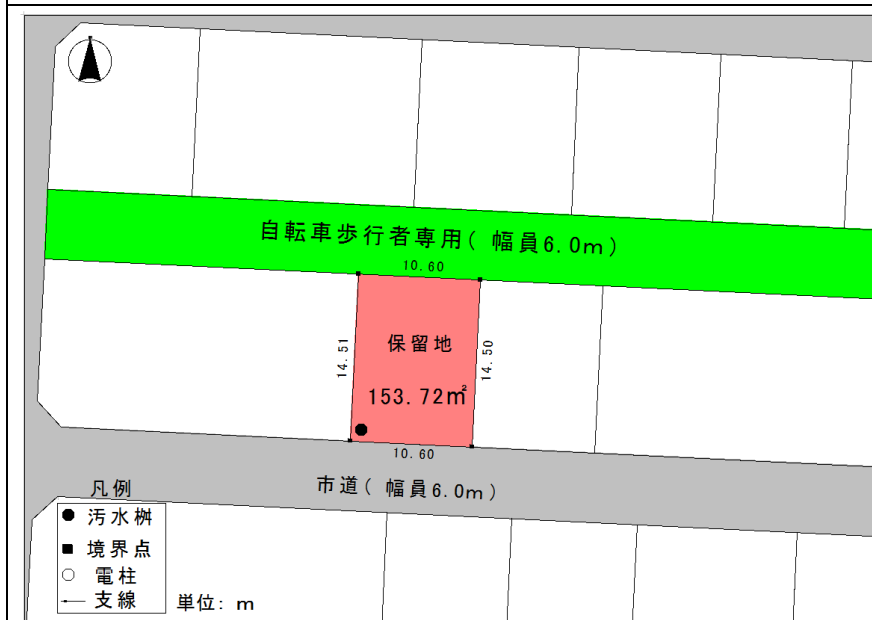 自転車歩行者専用( 幅員6.0m)
10.60
14.51
保留地
14.50
153.72㎡
10.60
市道( 幅員6.0m)
凡例
汚水桝
境界点
電柱
支線
単位: m